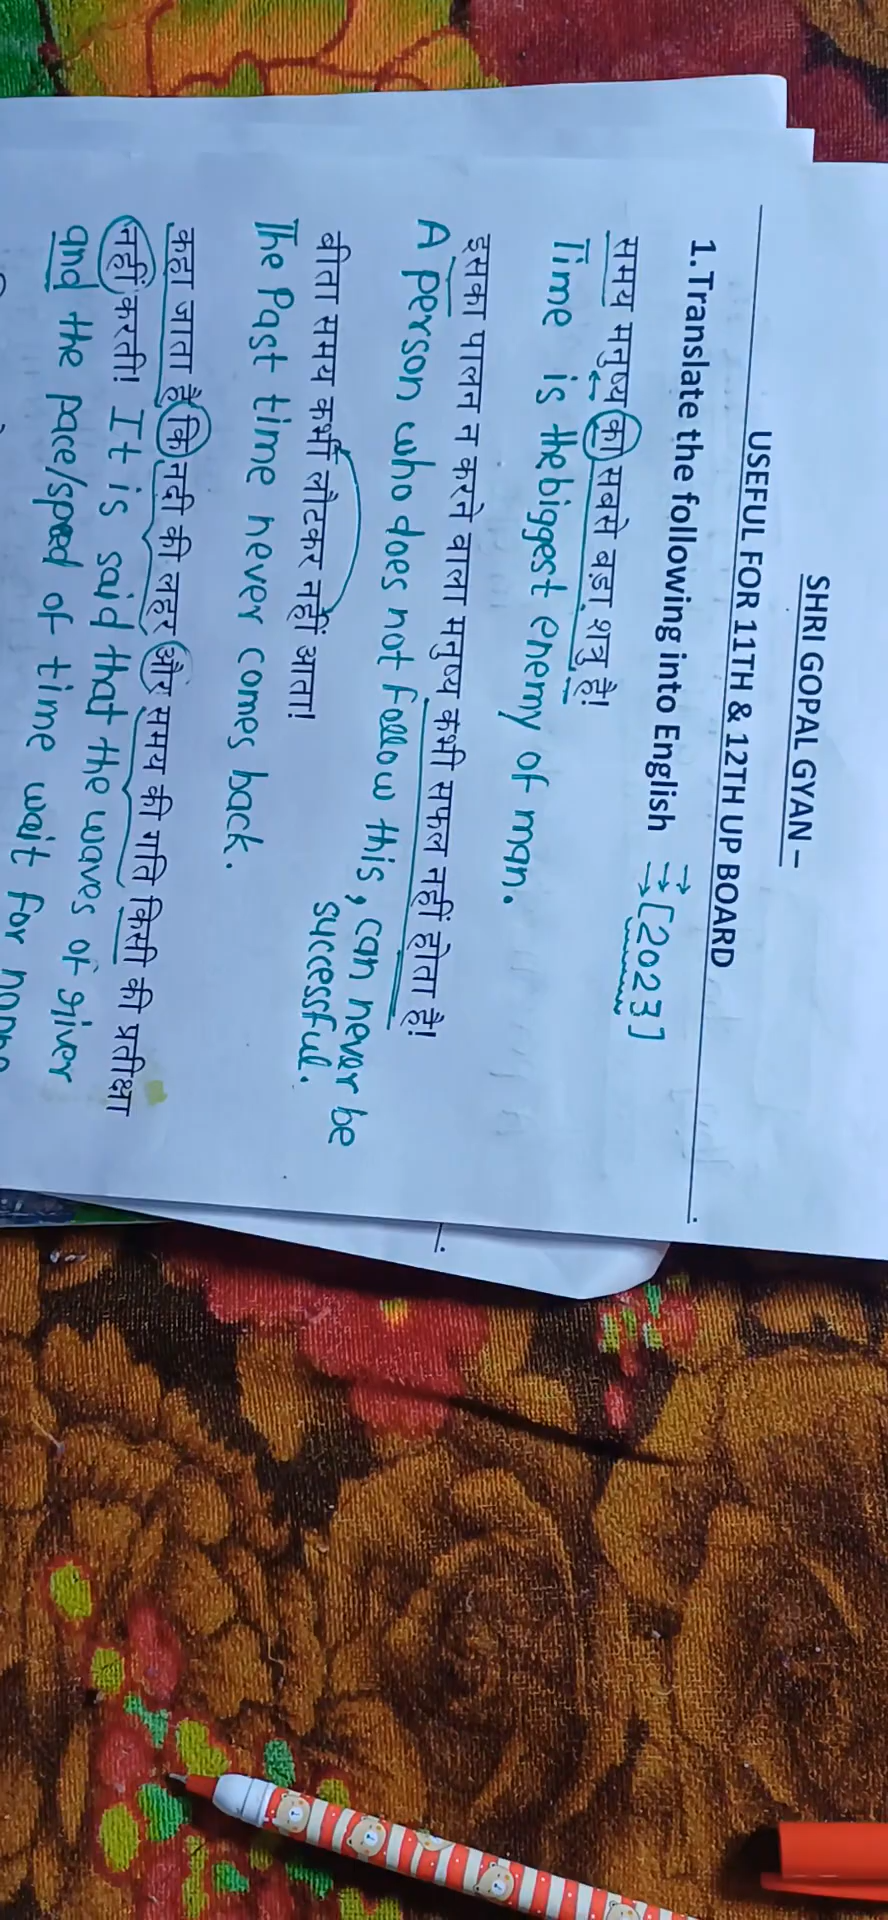 SHRI GOPAL GYAN –
USEFUL FOR 11TH & 12TH UP BOARD
1. Translate the following into English ⇉ [2023]
समय मनुष्य का सबसे बड़ा शत्रु है!
Time is the biggest enemy of man.
इसका पालन न करने वाला मनुष्य कभी सफल नहीं होता है!
A person who does not follow this, can never be
successful.
बीता समय कभी लौटकर नहीं आता!
The Past time never comes back.
कहा जाता है कि नदी की लहर और समय की गति किसी की प्रतीक्षा
नहीं करती! It is said that the waves of river
and the pace/speed of time wait for